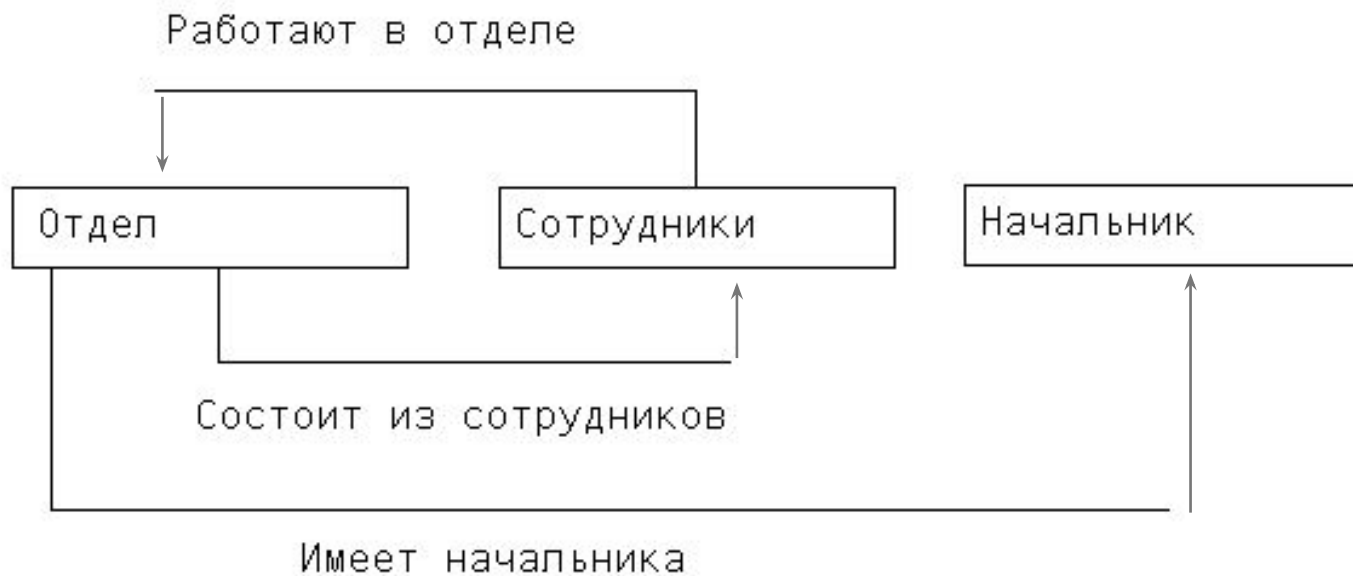 Работают в отделе
Отдел
Сотрудники
Начальник
Состоит из сотрудников
Имеет начальника